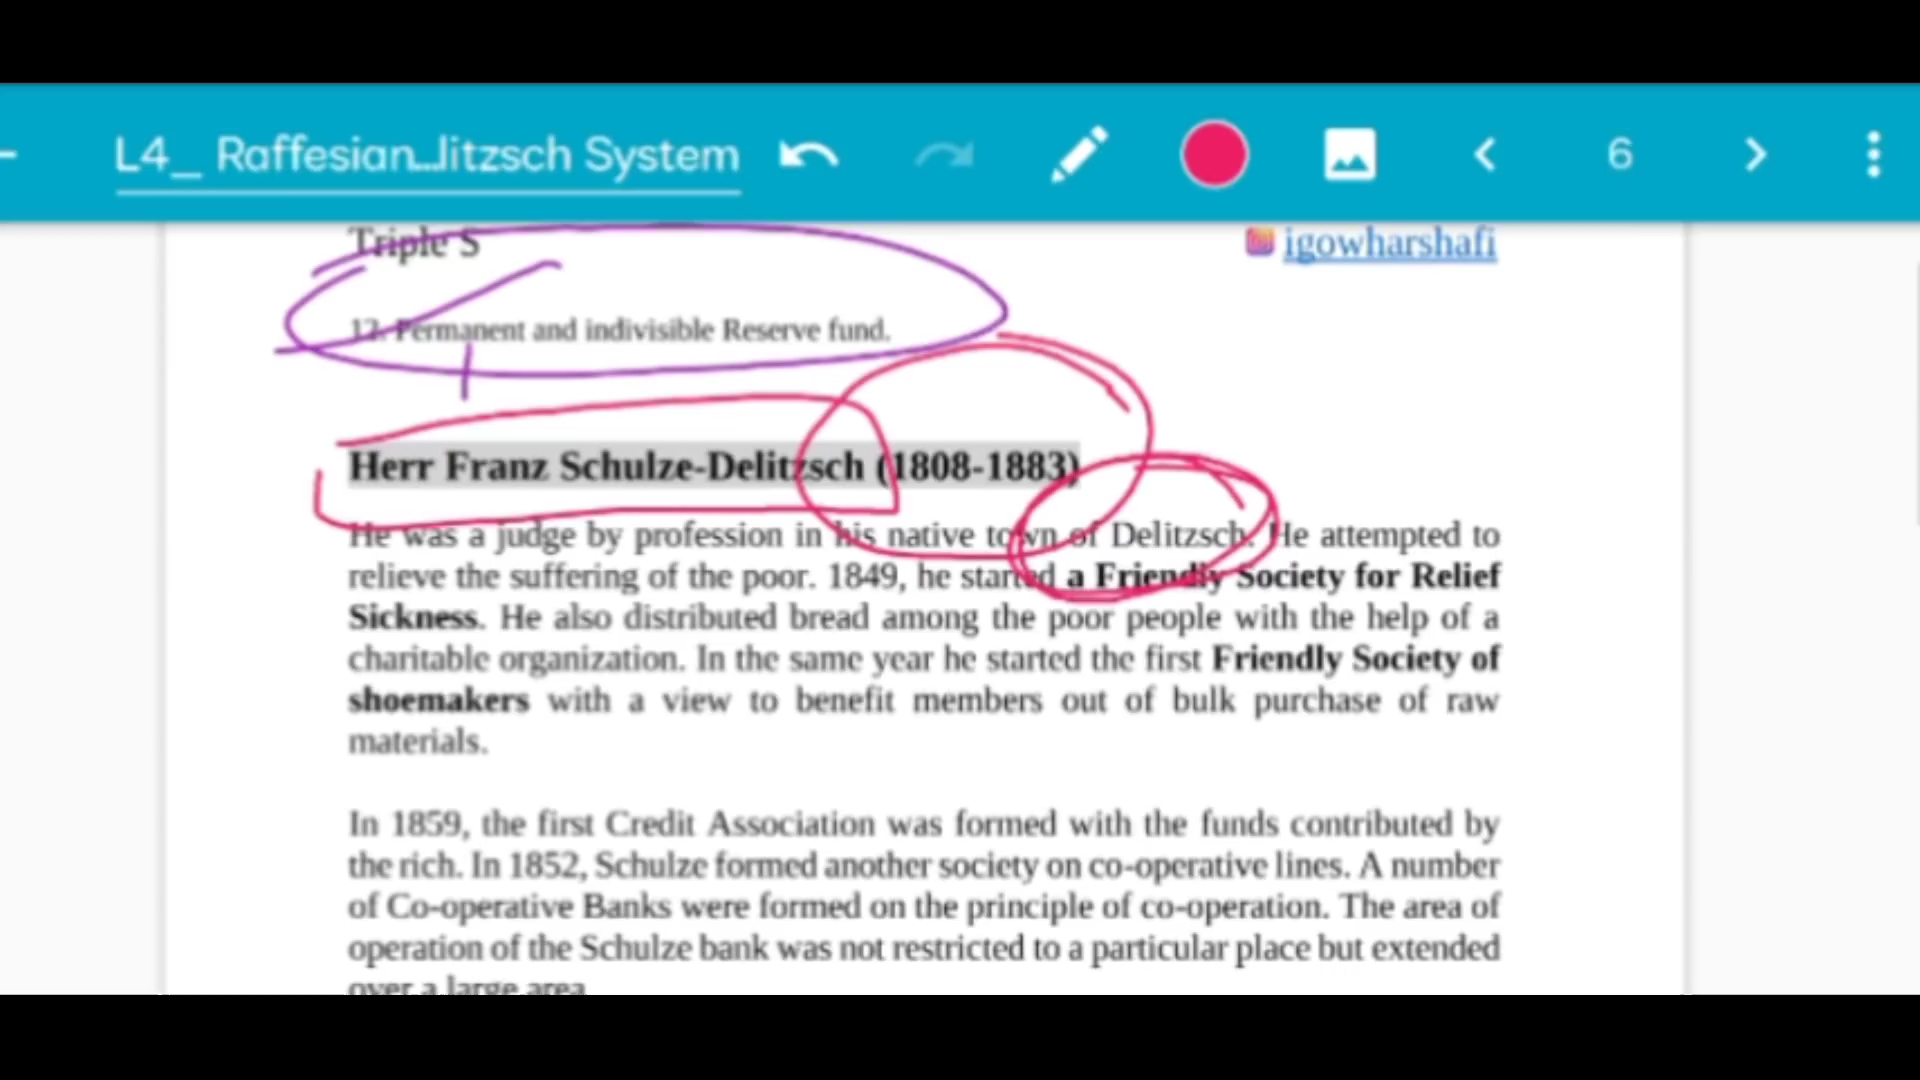 L4_ Raffesian...litzsch System
6
Triple S
igowharshafi
12. Permanent and indivisible Reserve fund.
Herr Franz Schulze-Delitzsch (1808-1883)
He was a judge by profession in his native town of Delitzsch. He attempted to
relieve the suffering of the poor. 1849, he started a Friendly Society for Relief
Sickness. He also distributed bread among the poor people with the help of a
charitable organization. In the same year he started the first Friendly Society of
shoemakers with a view to benefit members out of bulk purchase of raw
materials.
In 1859, the first Credit Association was formed with the funds contributed by
the rich. In 1852, Schulze formed another society on co-operative lines. A number
of Co-operative Banks were formed on the principle of co-operation. The area of
operation of the Schulze bank was not restricted to a particular place but extended
over a large area